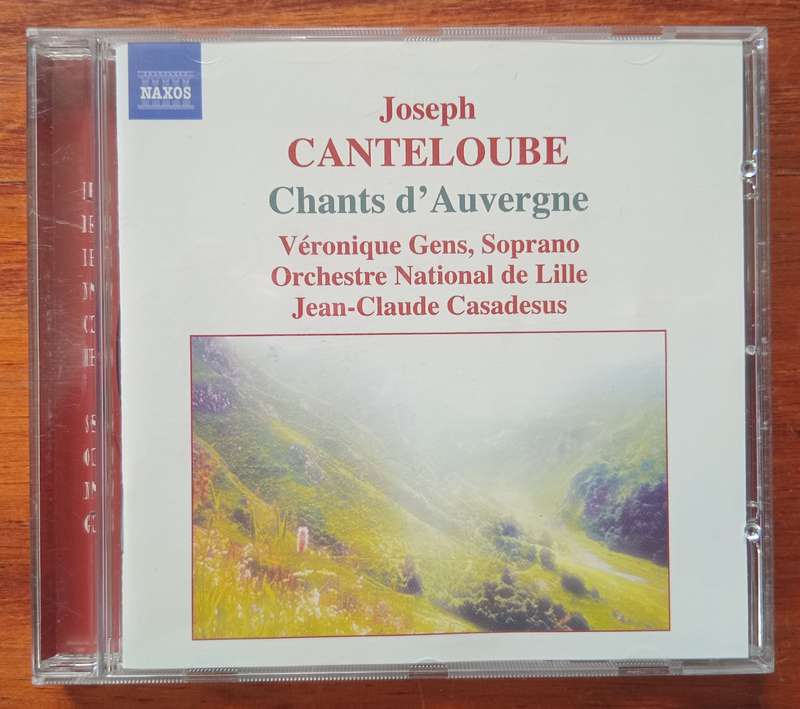 NAXOS
Joseph
CANTELOUBE
Chants d'Auvergne
Véronique Gens, Soprano
Orchestre National de Lille
Jean-Claude Casadesus